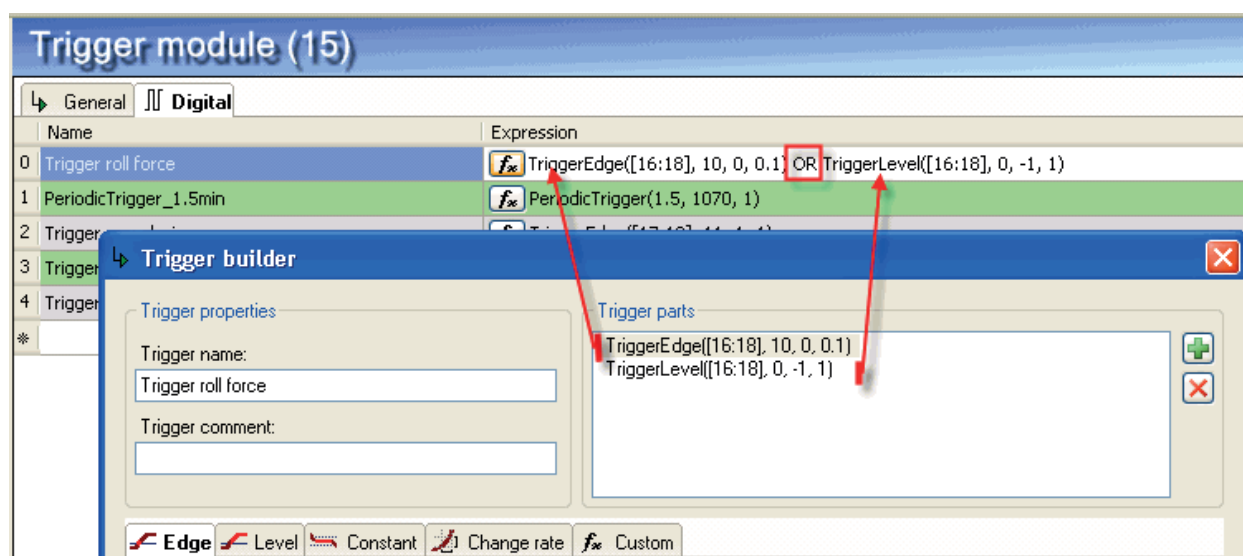 Trigger module (15)
General Digital
Name Expression
0 Trigger roll force fx TriggerEdge([16:18], 10, 0, 0.1) OR TriggerLevel([16:18], 0, -1, 1)
1 PeriodicTrigger_1.5min fx PeriodicTrigger(1.5, 1070, 1)
2 Trigger
3 Trigger
4 Trigger
*
Trigger builder
Trigger properties
Trigger name:
Trigger roll force
Trigger comment:
Trigger parts
TriggerEdge([16:18], 10, 0, 0.1)
TriggerLevel([16:18], 0, -1, 1)
Edge Level Constant Change rate fx Custom